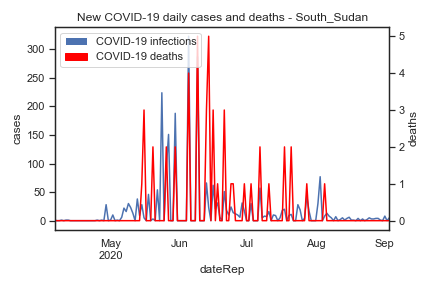 New COVID-19 daily cases and deaths - South_Sudan
COVID-19 infections
COVID-19 deaths
cases
300
250
200
150
100
50
0
deaths
5
4
3
2
1
0
May Jun Jul Aug Sep
2020
dateRep